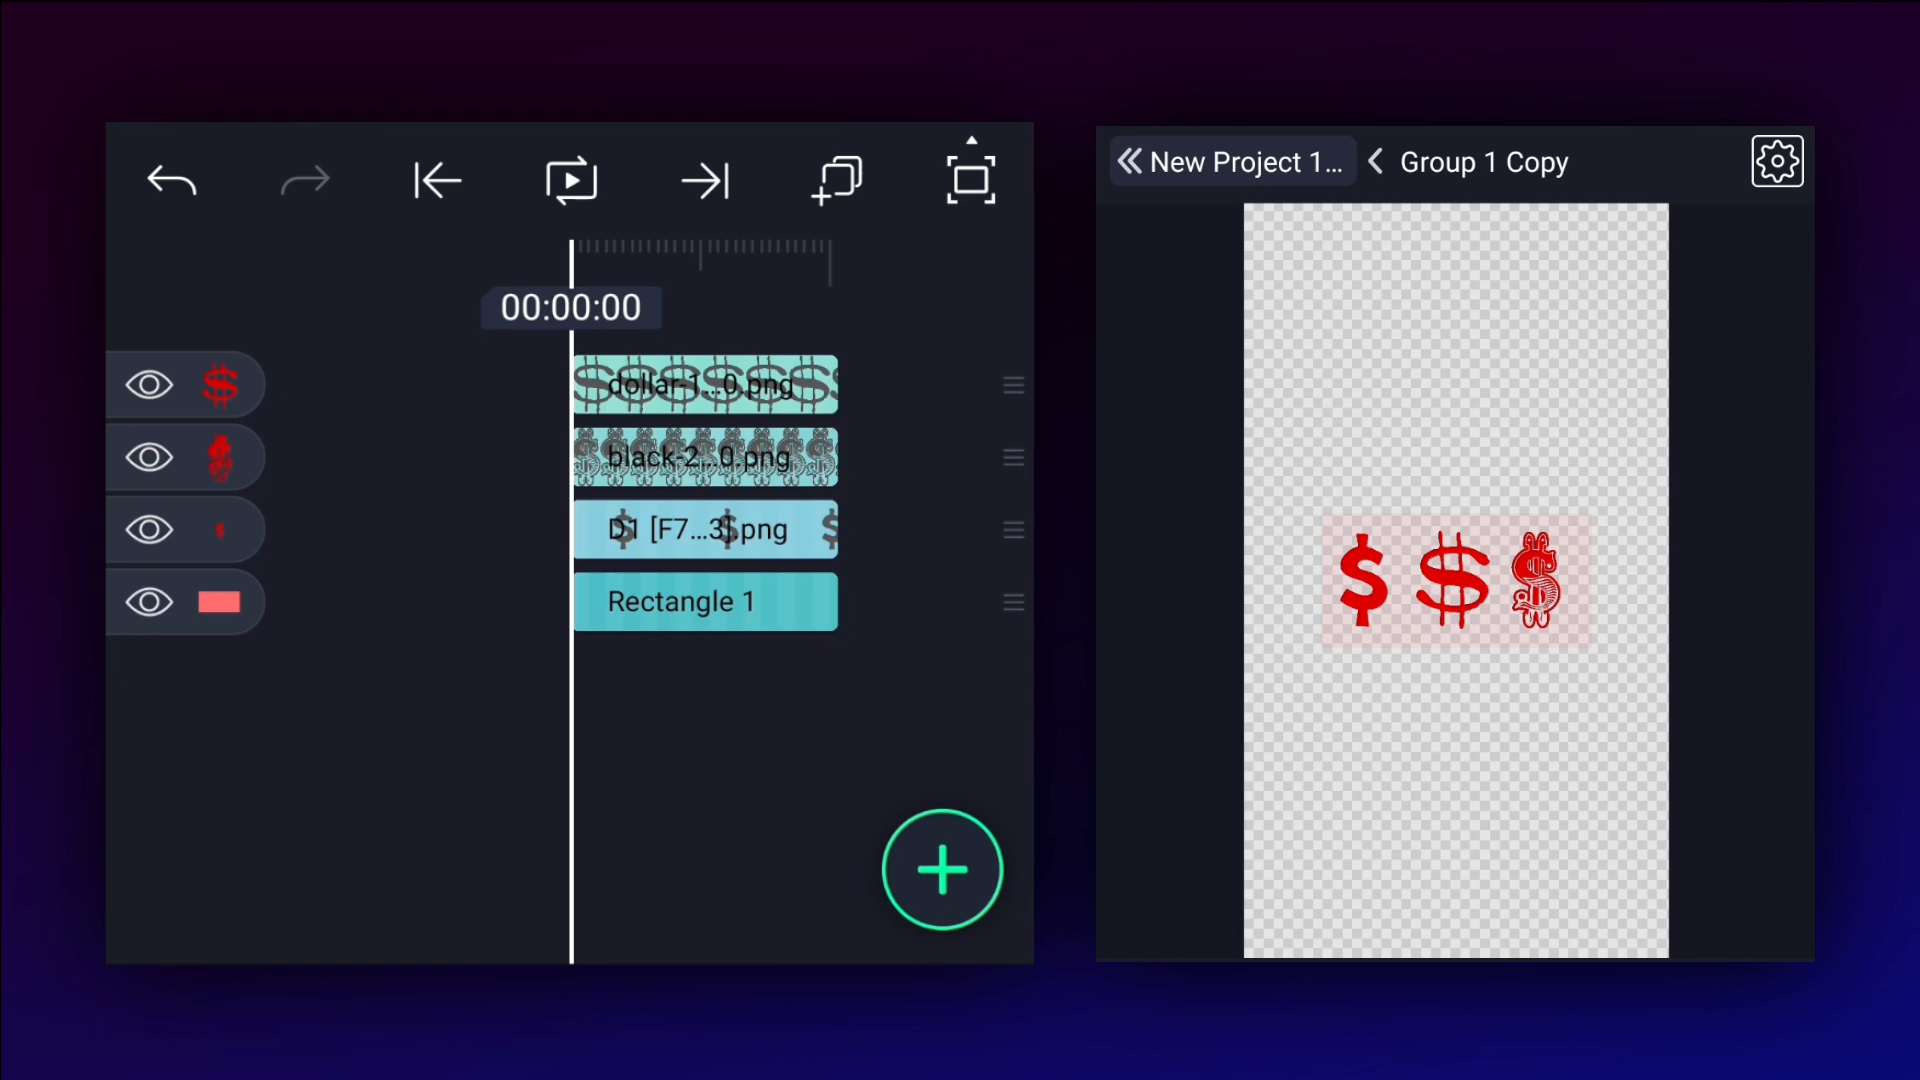 00:00:00
dollar-1...0.png
black-2...0.png
D1 [F7...3].png
Rectangle 1
New Project 1...
Group 1 Copy
$ $ $